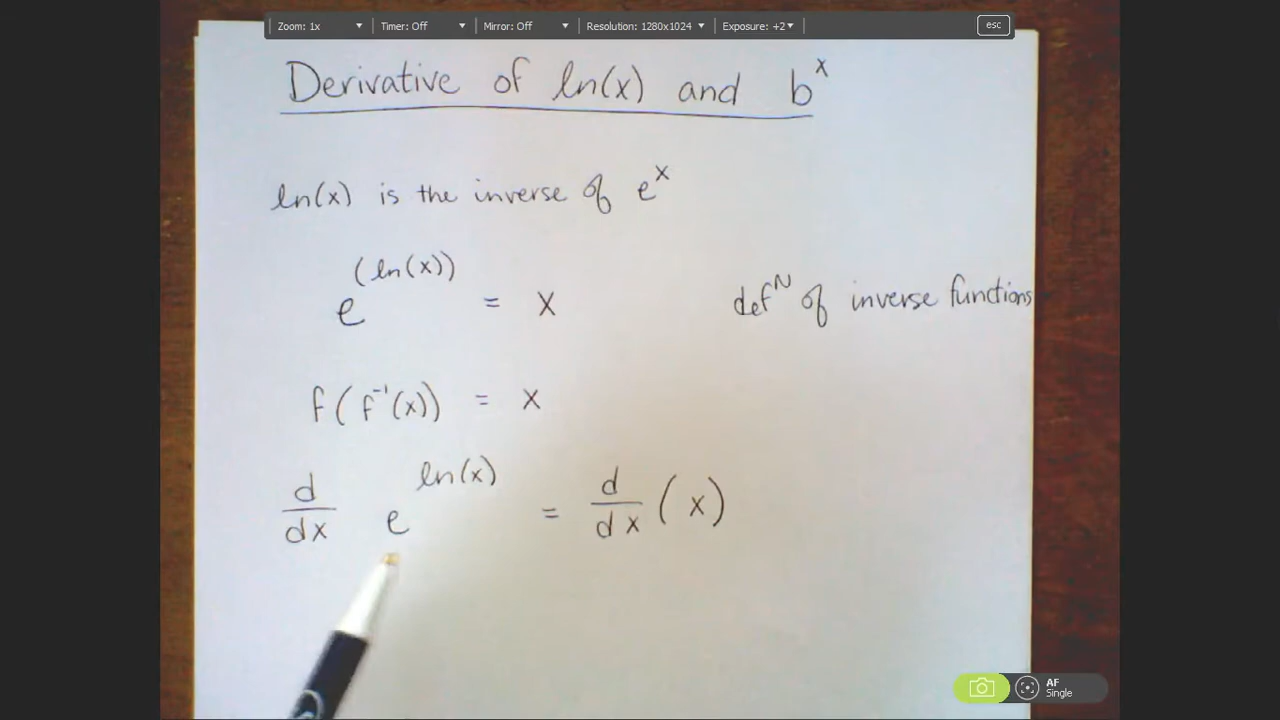 Zoom: 1x Timer: Off Mirror: Off Resolution: 1280x1024 Exposure: +2 esc
Derivative of ln(x) and b^x
ln(x) is the inverse of e^x
e^(ln(x)) = x def^N of inverse functions
f(f^-1(x)) = x
d/dx e^ln(x) = d/dx (x)
AF
Single